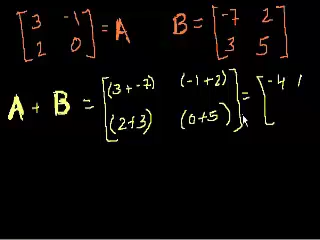 [3 -1 = A B = [-7 2
2 0] 3 5]
A + B = [(3 + -7) (-1 + 2) = [-4 1
(2+3) (0+5)]